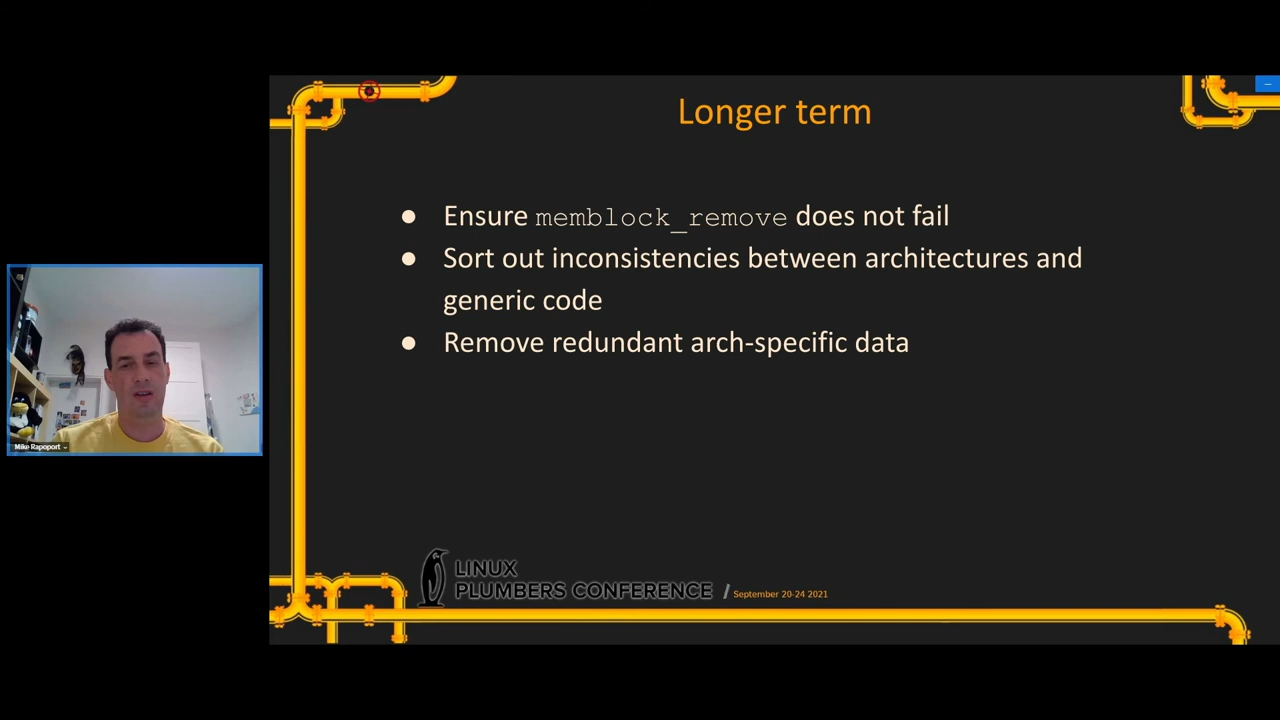 Longer term
● Ensure memblock_remove does not fail
● Sort out inconsistencies between architectures and
generic code
● Remove redundant arch-specific data
Mike Rapoport
LINUX
PLUMBERS CONFERENCE / September 20-24 2021